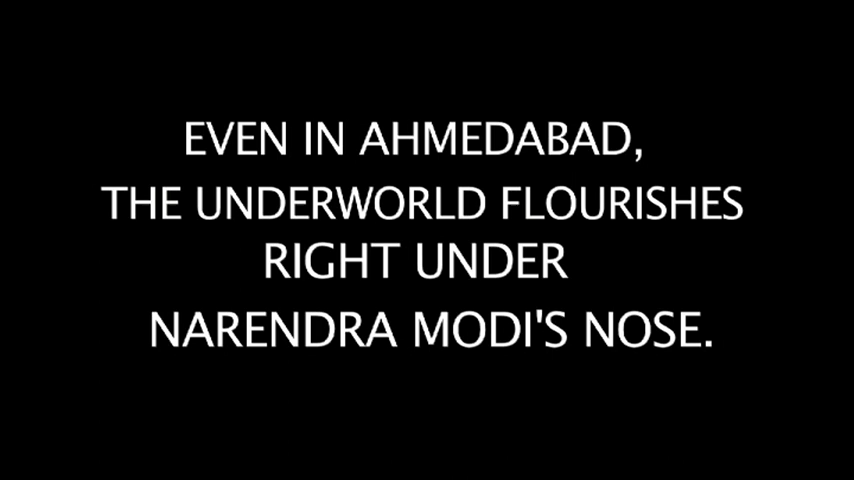 EVEN IN AHMEDABAD,
THE UNDERWORLD FLOURISHES
RIGHT UNDER
NARENDRA MODI'S NOSE.